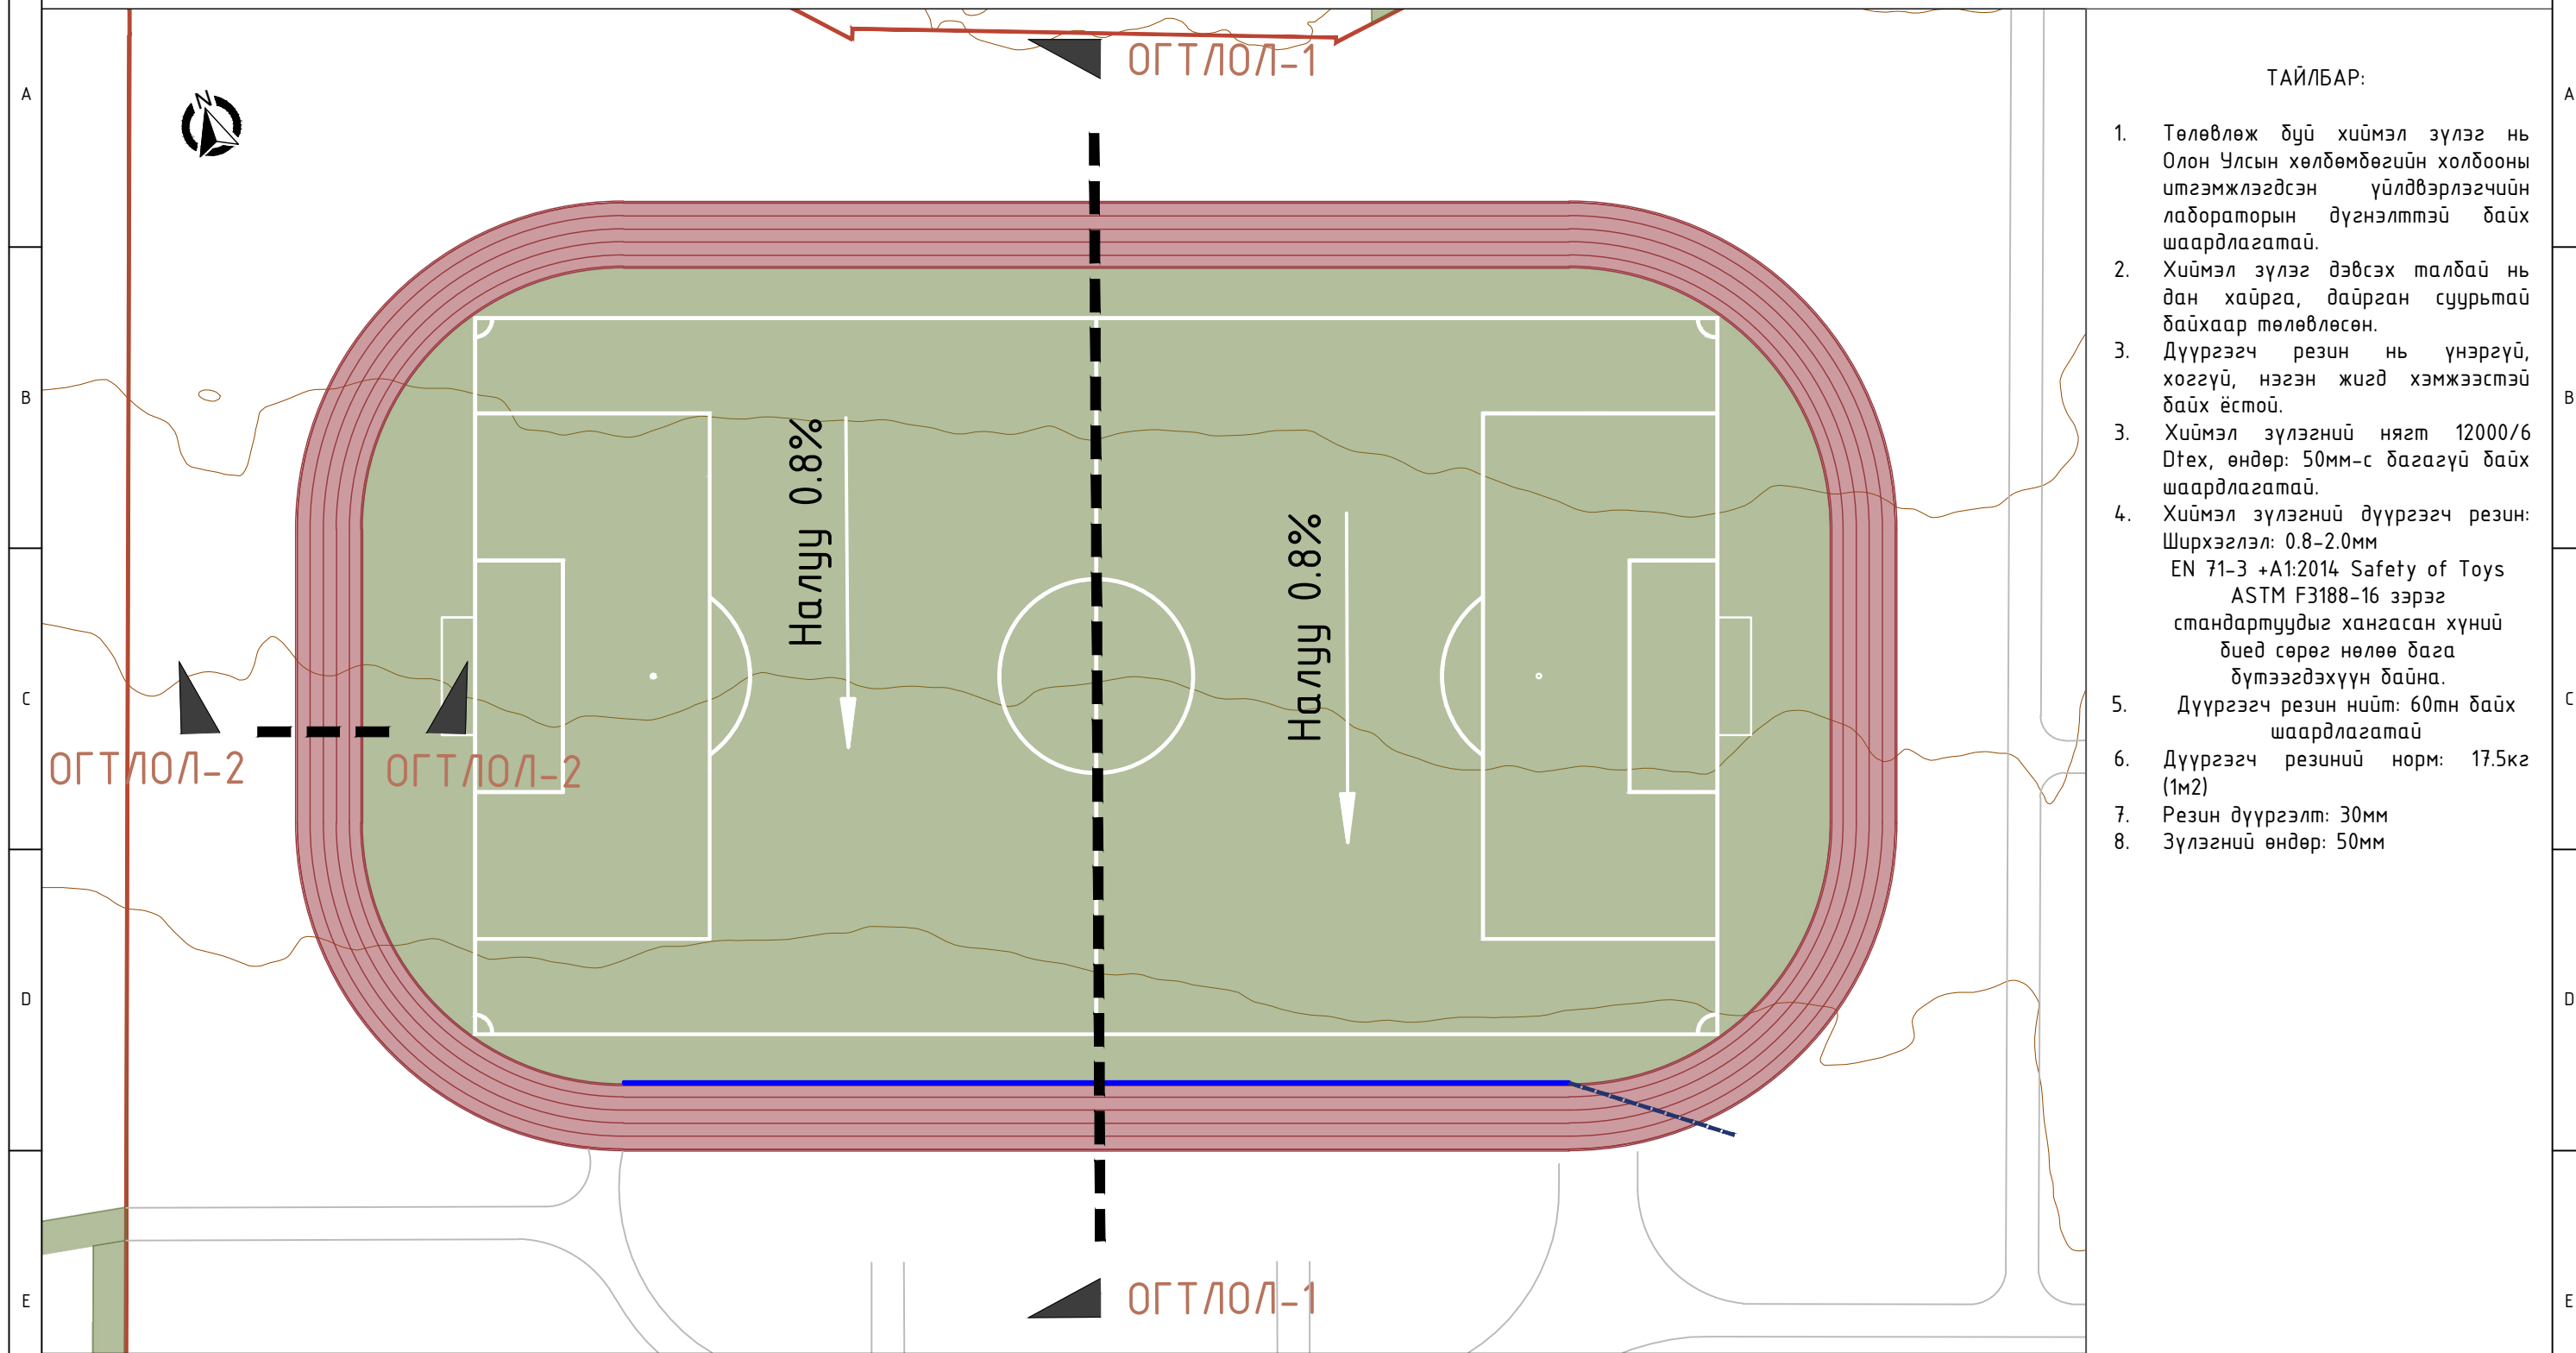 A
B
C
D
E
N
ОГТЛОЛ-1
Налуу 0.8%
Налуу 0.8%
ОГТЛОЛ-2
ОГТЛОЛ-2
ОГТЛОЛ-1
ТАЙЛБАР:
1. Төлөвлөж буй хиймэл зүлэг нь
Олон Улсын хөлбөмбөгийн холбооны
итгэмжлэгдсэн үйлдвэрлэгчийн
лабораторын дүгнэлттэй байх
шаардлагатай.
2. Хиймэл зүлэг дэвсэх талбай нь
дан хайрга, дайрган суурьтай
байхаар төлөвлөсөн.
3. Дүүргэгч резин нь үнэргүй,
хоггүй, нэгэн жигд хэмжээстэй
байх ёстой.
3. Хиймэл зүлэгний нягт 12000/6
Dtex, өндөр: 50мм-с багагүй байх
шаардлагатай.
4. Хиймэл зүлэгний дүүргэгч резин:
Ширхэглэл: 0.8-2.0мм
EN 71-3 +A1:2014 Safety of Toys
ASTM F3188-16 зэрэг
стандартуудыг хангасан хүний
биед сөрөг нөлөө бага
бүтээгдэхүүн байна.
5. Дүүргэгч резин нийт: 60тн байх
шаардлагатай
6. Дүүргэгч резиний норм: 17.5кг
(1м2)
7. Резин дүүргэлт: 30мм
8. Зүлэгний өндөр: 50мм
A
B
C
D
E